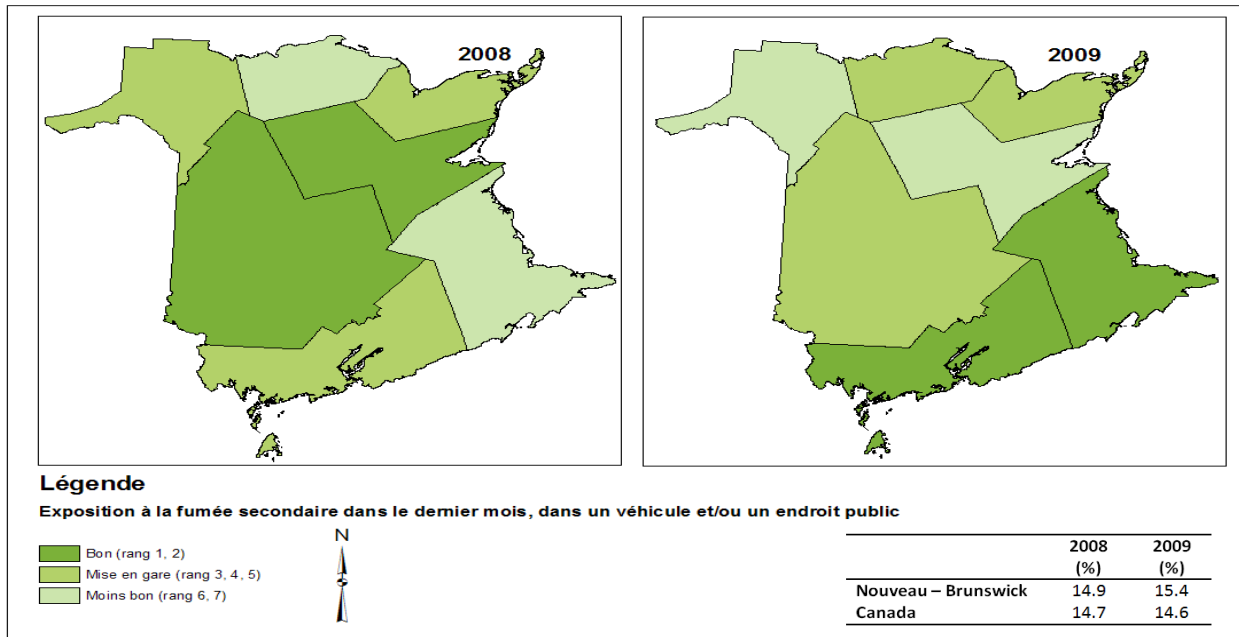 2008
2009
Légende
Exposition à la fumée secondaire dans le dernier mois, dans un véhicule et/ou un endroit public
Bon (rang 1, 2)
Mise en gare (rang 3, 4, 5)
Moins bon (rang 6, 7)
N
2008 2009
(%) (%)
Nouveau – Brunswick 14.9 15.4
Canada 14.7 14.6